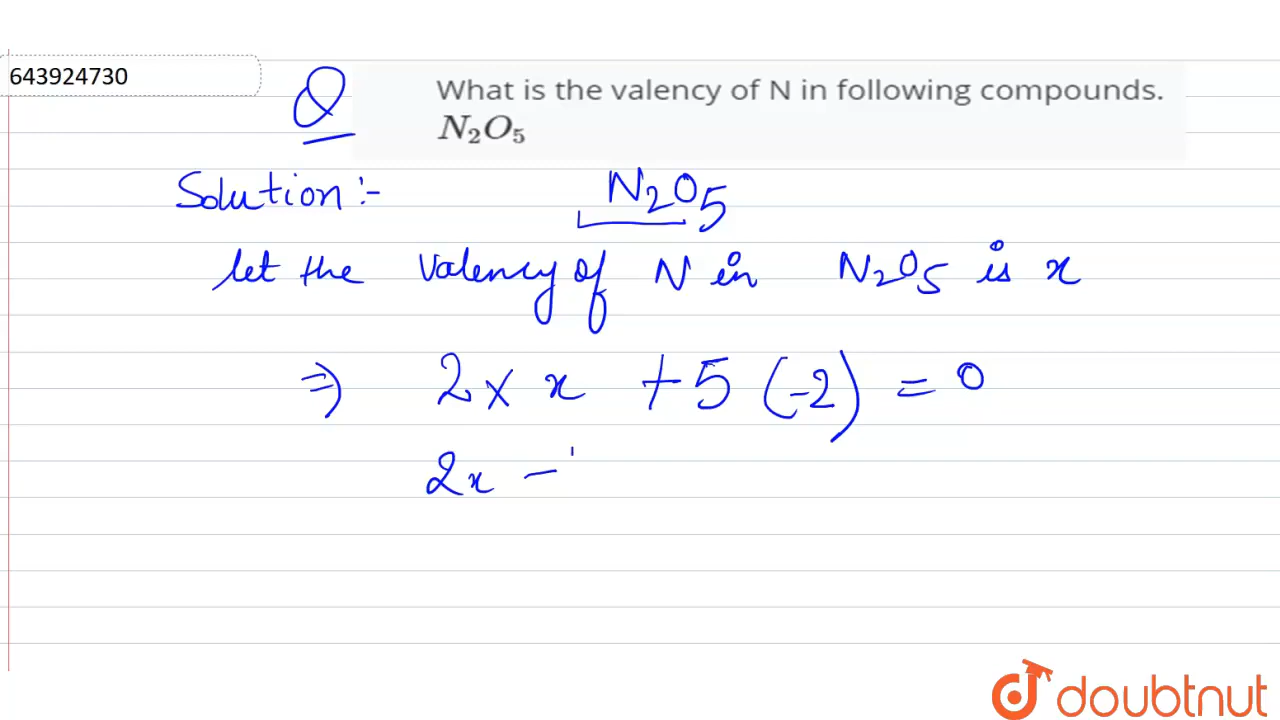 643924730
Q
What is the valency of N in following compounds.
N₂O₅
Solution :-
N₂O₅
let the valency of N in N₂O₅ is x
⇒ 2 × x + 5 (-2) = 0
2x -
doubtnut